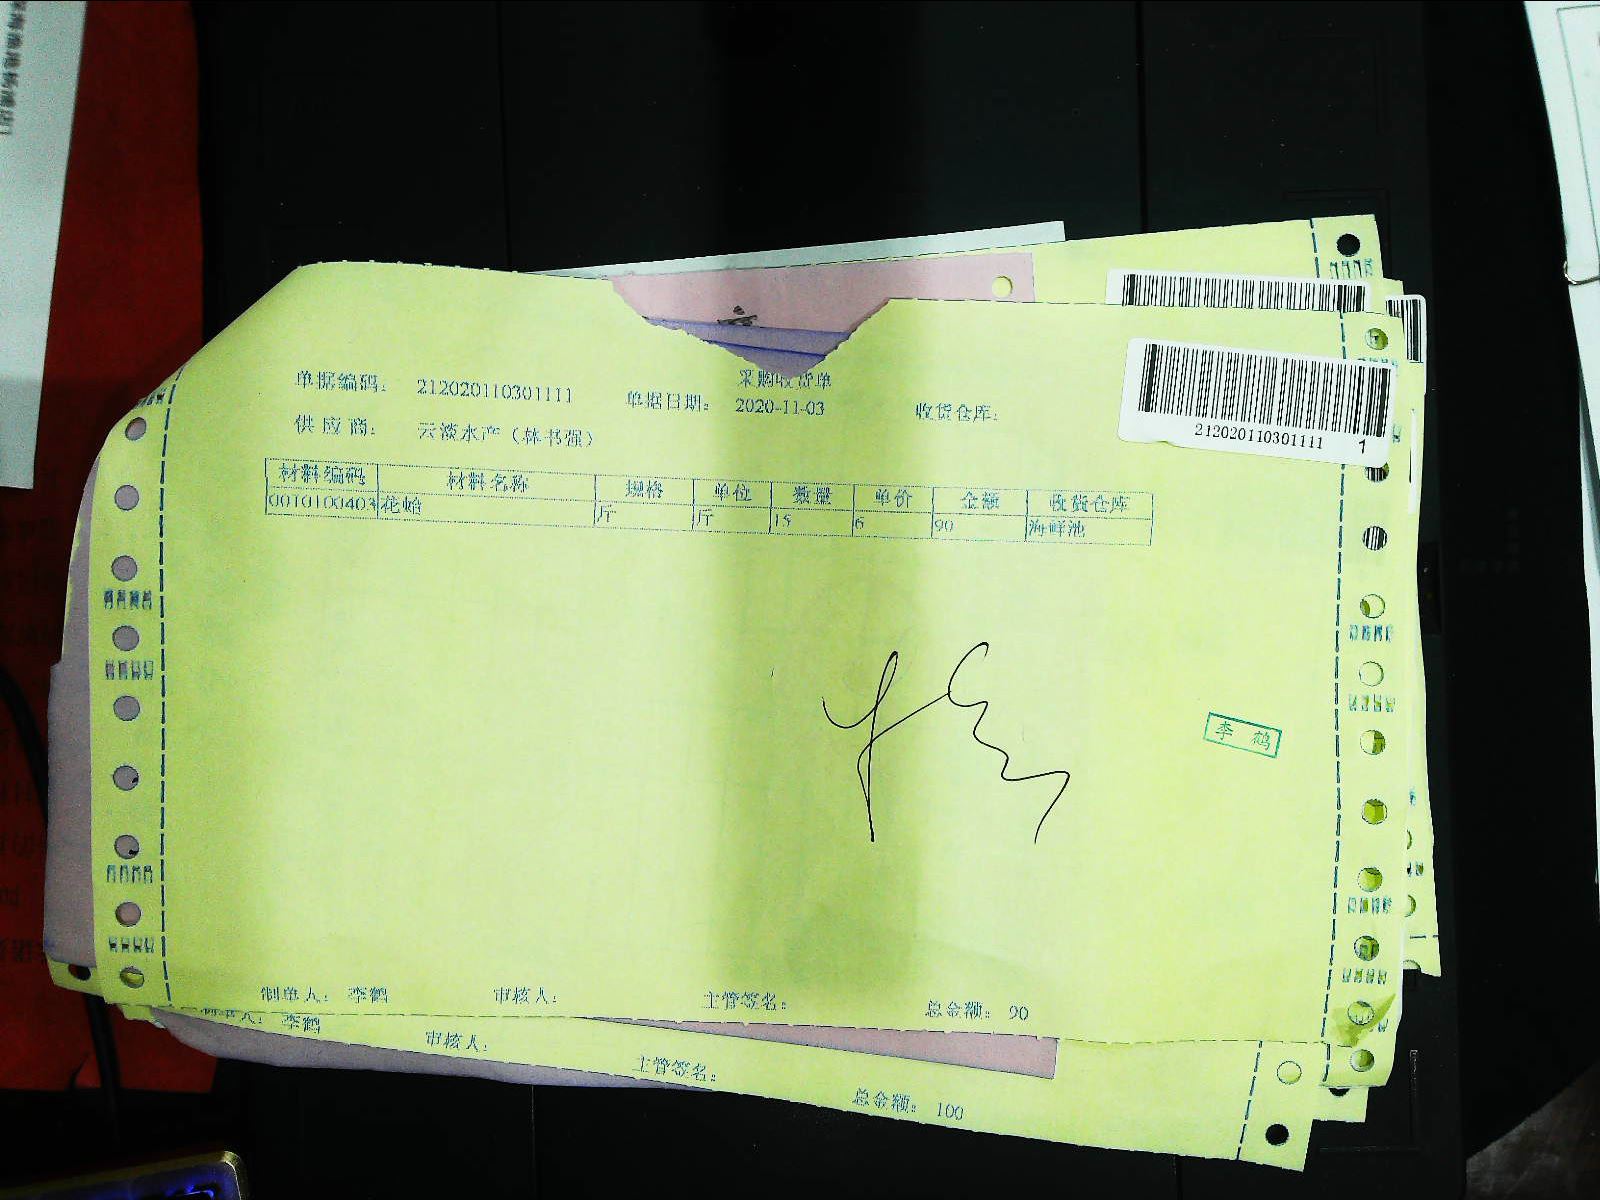 采购收货单
单据编码： 212020110301111 单据日期： 2020-11-03 收货仓库：
供应商： 云淡水产（林书强）
212020110301111 1
材料编码 材料名称 规格 单位 数量 单价 金额 收货仓库
0010100403 花蛤 斤 斤 15 6 90 海鲜池
李鹤
制单人： 李鹤 审核人： 主管签名： 总金额： 90
制单人： 李鹤 审核人： 主管签名： 总金额： 100